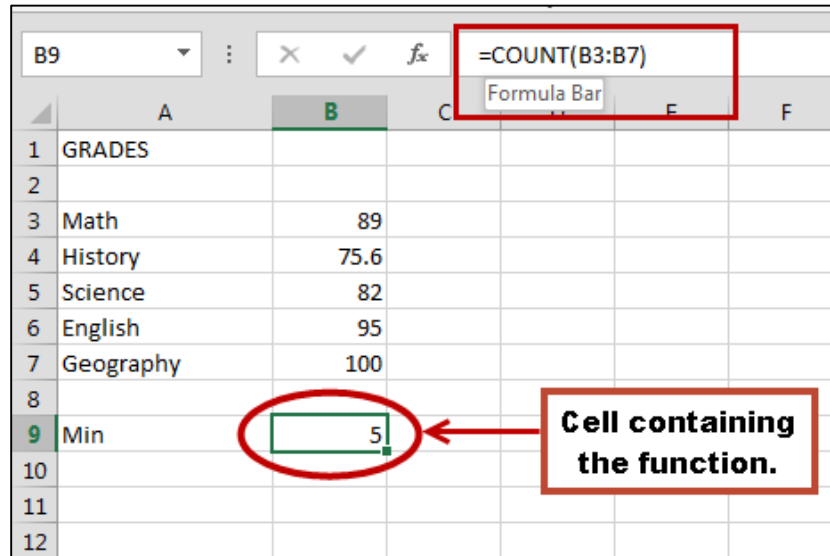 B9 fx =COUNT(B3:B7)
Formula Bar
A B C F
1 GRADES
2
3 Math 89
4 History 75.6
5 Science 82
6 English 95
7 Geography 100
8
9 Min 5
Cell containing
the function.
10
11
12